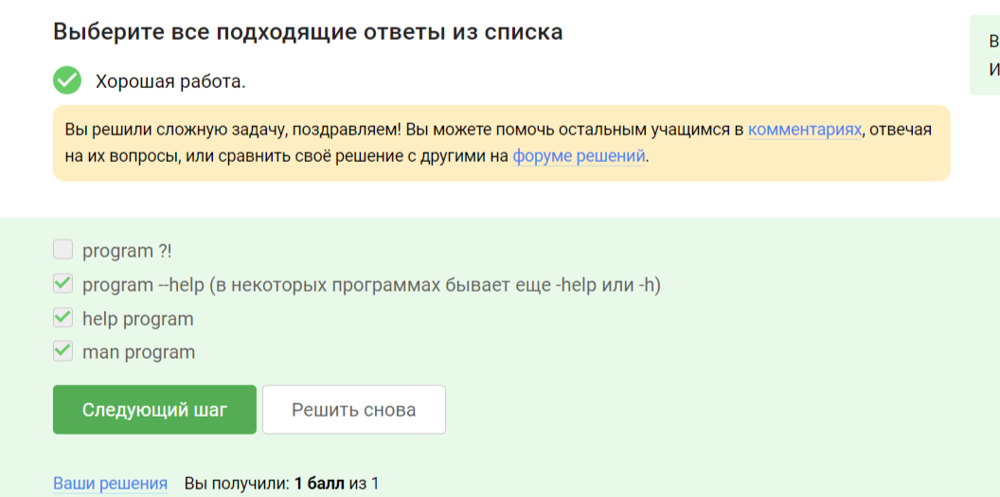 Выберите все подходящие ответы из списка
В
И
Хорошая работа.
Вы решили сложную задачу, поздравляем! Вы можете помочь остальным учащимся в комментариях, отвечая
на их вопросы, или сравнить своё решение с другими на форуме решений.
program ?!
program --help (в некоторых программах бывает еще -help или -h)
help program
man program
Следующий шаг
Решить снова
Ваши решения Вы получили: 1 балл из 1